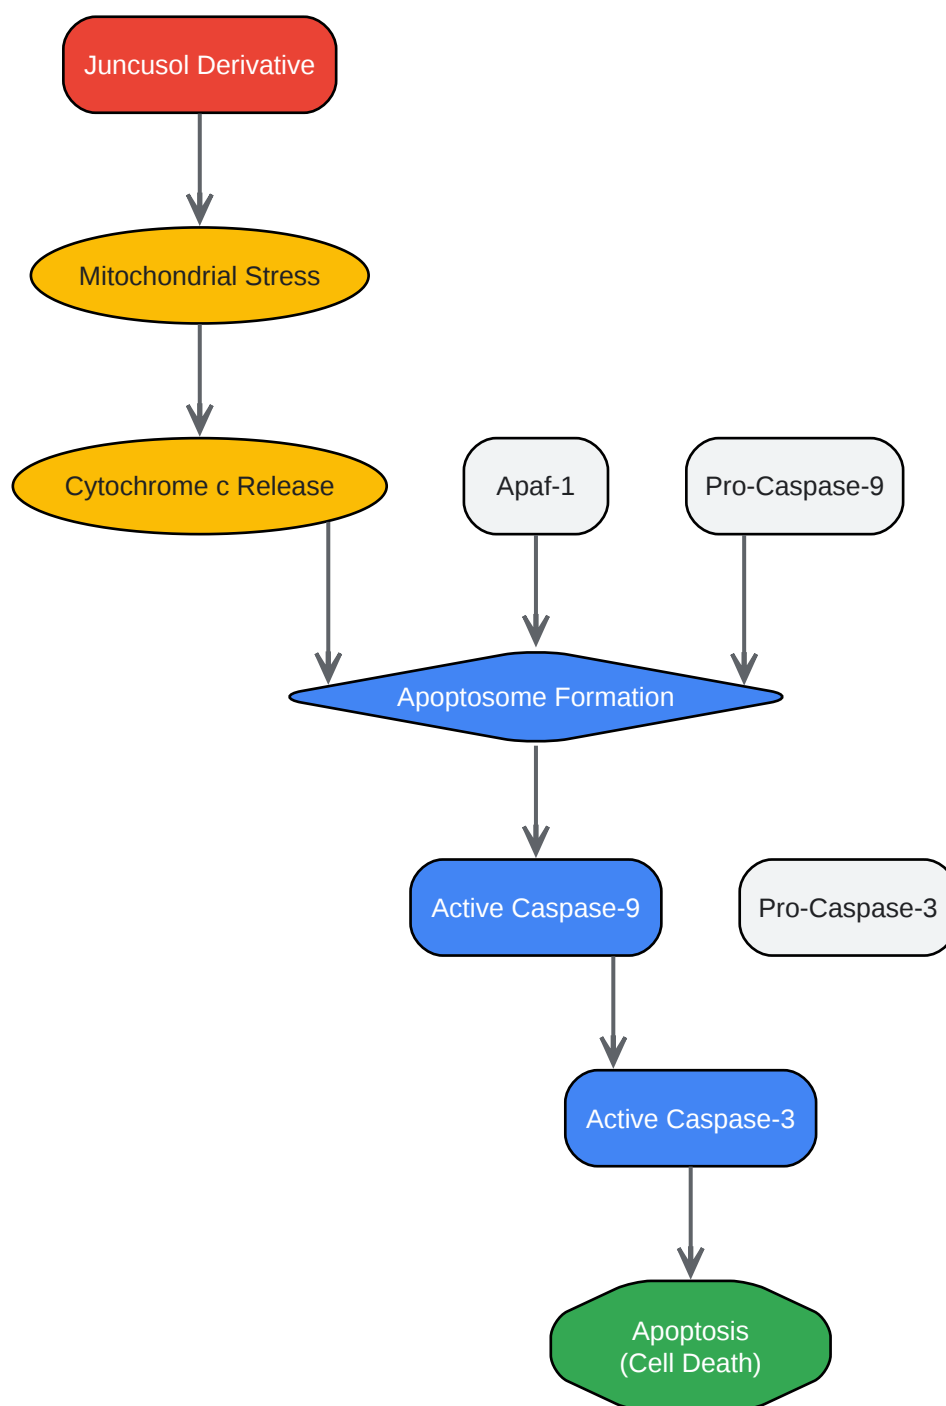 Juncusol Derivative
Mitochondrial Stress
Cytochrome c Release
Apaf-1
Pro-Caspase-9
Apoptosome Formation
Active Caspase-9
Pro-Caspase-3
Active Caspase-3
Apoptosis
(Cell Death)